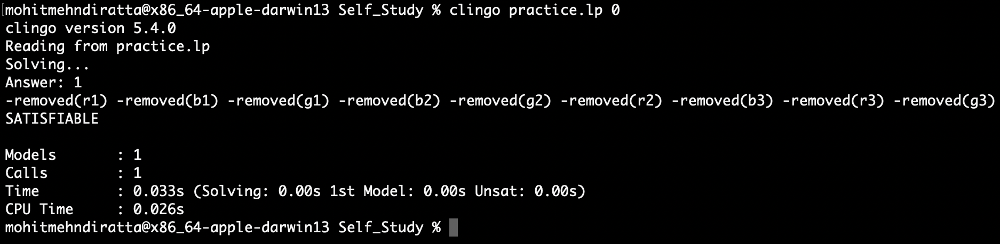 [mohitmehndiratta@x86_64-apple-darwin13 Self_Study % clingo practice.lp 0
clingo version 5.4.0
Reading from practice.lp
Solving...
Answer: 1
-removed(r1) -removed(b1) -removed(g1) -removed(b2) -removed(g2) -removed(r2) -removed(b3) -removed(r3) -removed(g3)
SATISFIABLE
Models       : 1
Calls        : 1
Time         : 0.033s (Solving: 0.00s 1st Model: 0.00s Unsat: 0.00s)
CPU Time     : 0.026s
mohitmehndiratta@x86_64-apple-darwin13 Self_Study %